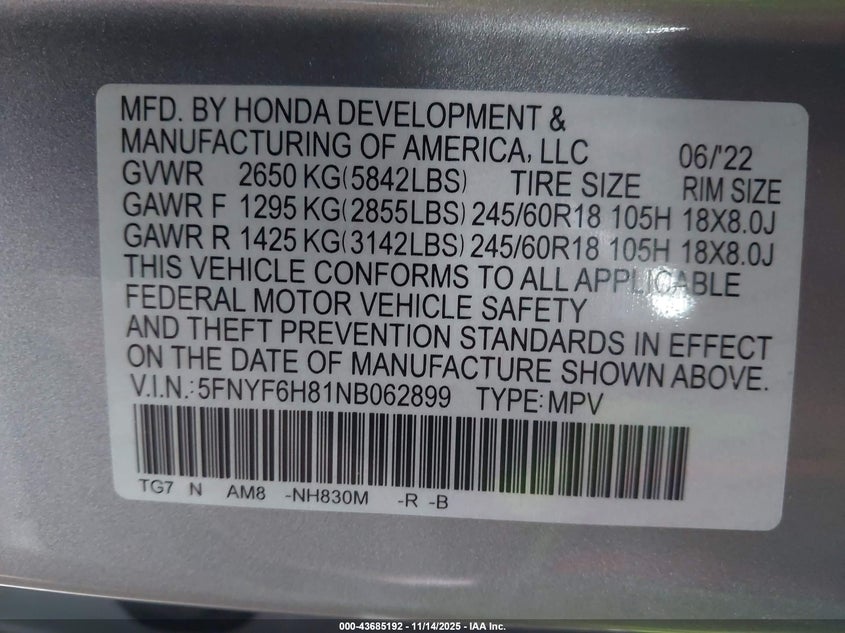 MFD. BY HONDA DEVELOPMENT &
MANUFACTURING OF AMERICA, LLC 06/'22
GVWR 2650 KG(5842LBS) TIRE SIZE RIM SIZE
GAWR F 1295 KG(2855LBS) 245/60R18 105H 18X8.0J
GAWR R 1425 KG(3142LBS) 245/60R18 105H 18X8.0J
THIS VEHICLE CONFORMS TO ALL APPLICABLE
FEDERAL MOTOR VEHICLE SAFETY
AND THEFT PREVENTION STANDARDS IN EFFECT
ON THE DATE OF MANUFACTURE SHOWN ABOVE.
V.I.N.:5FNYF6H81NB062899 TYPE:MPV
TG7 N AM8 -NH830M -R -B
000-43685192 - 11/14/2025 - IAA Inc.